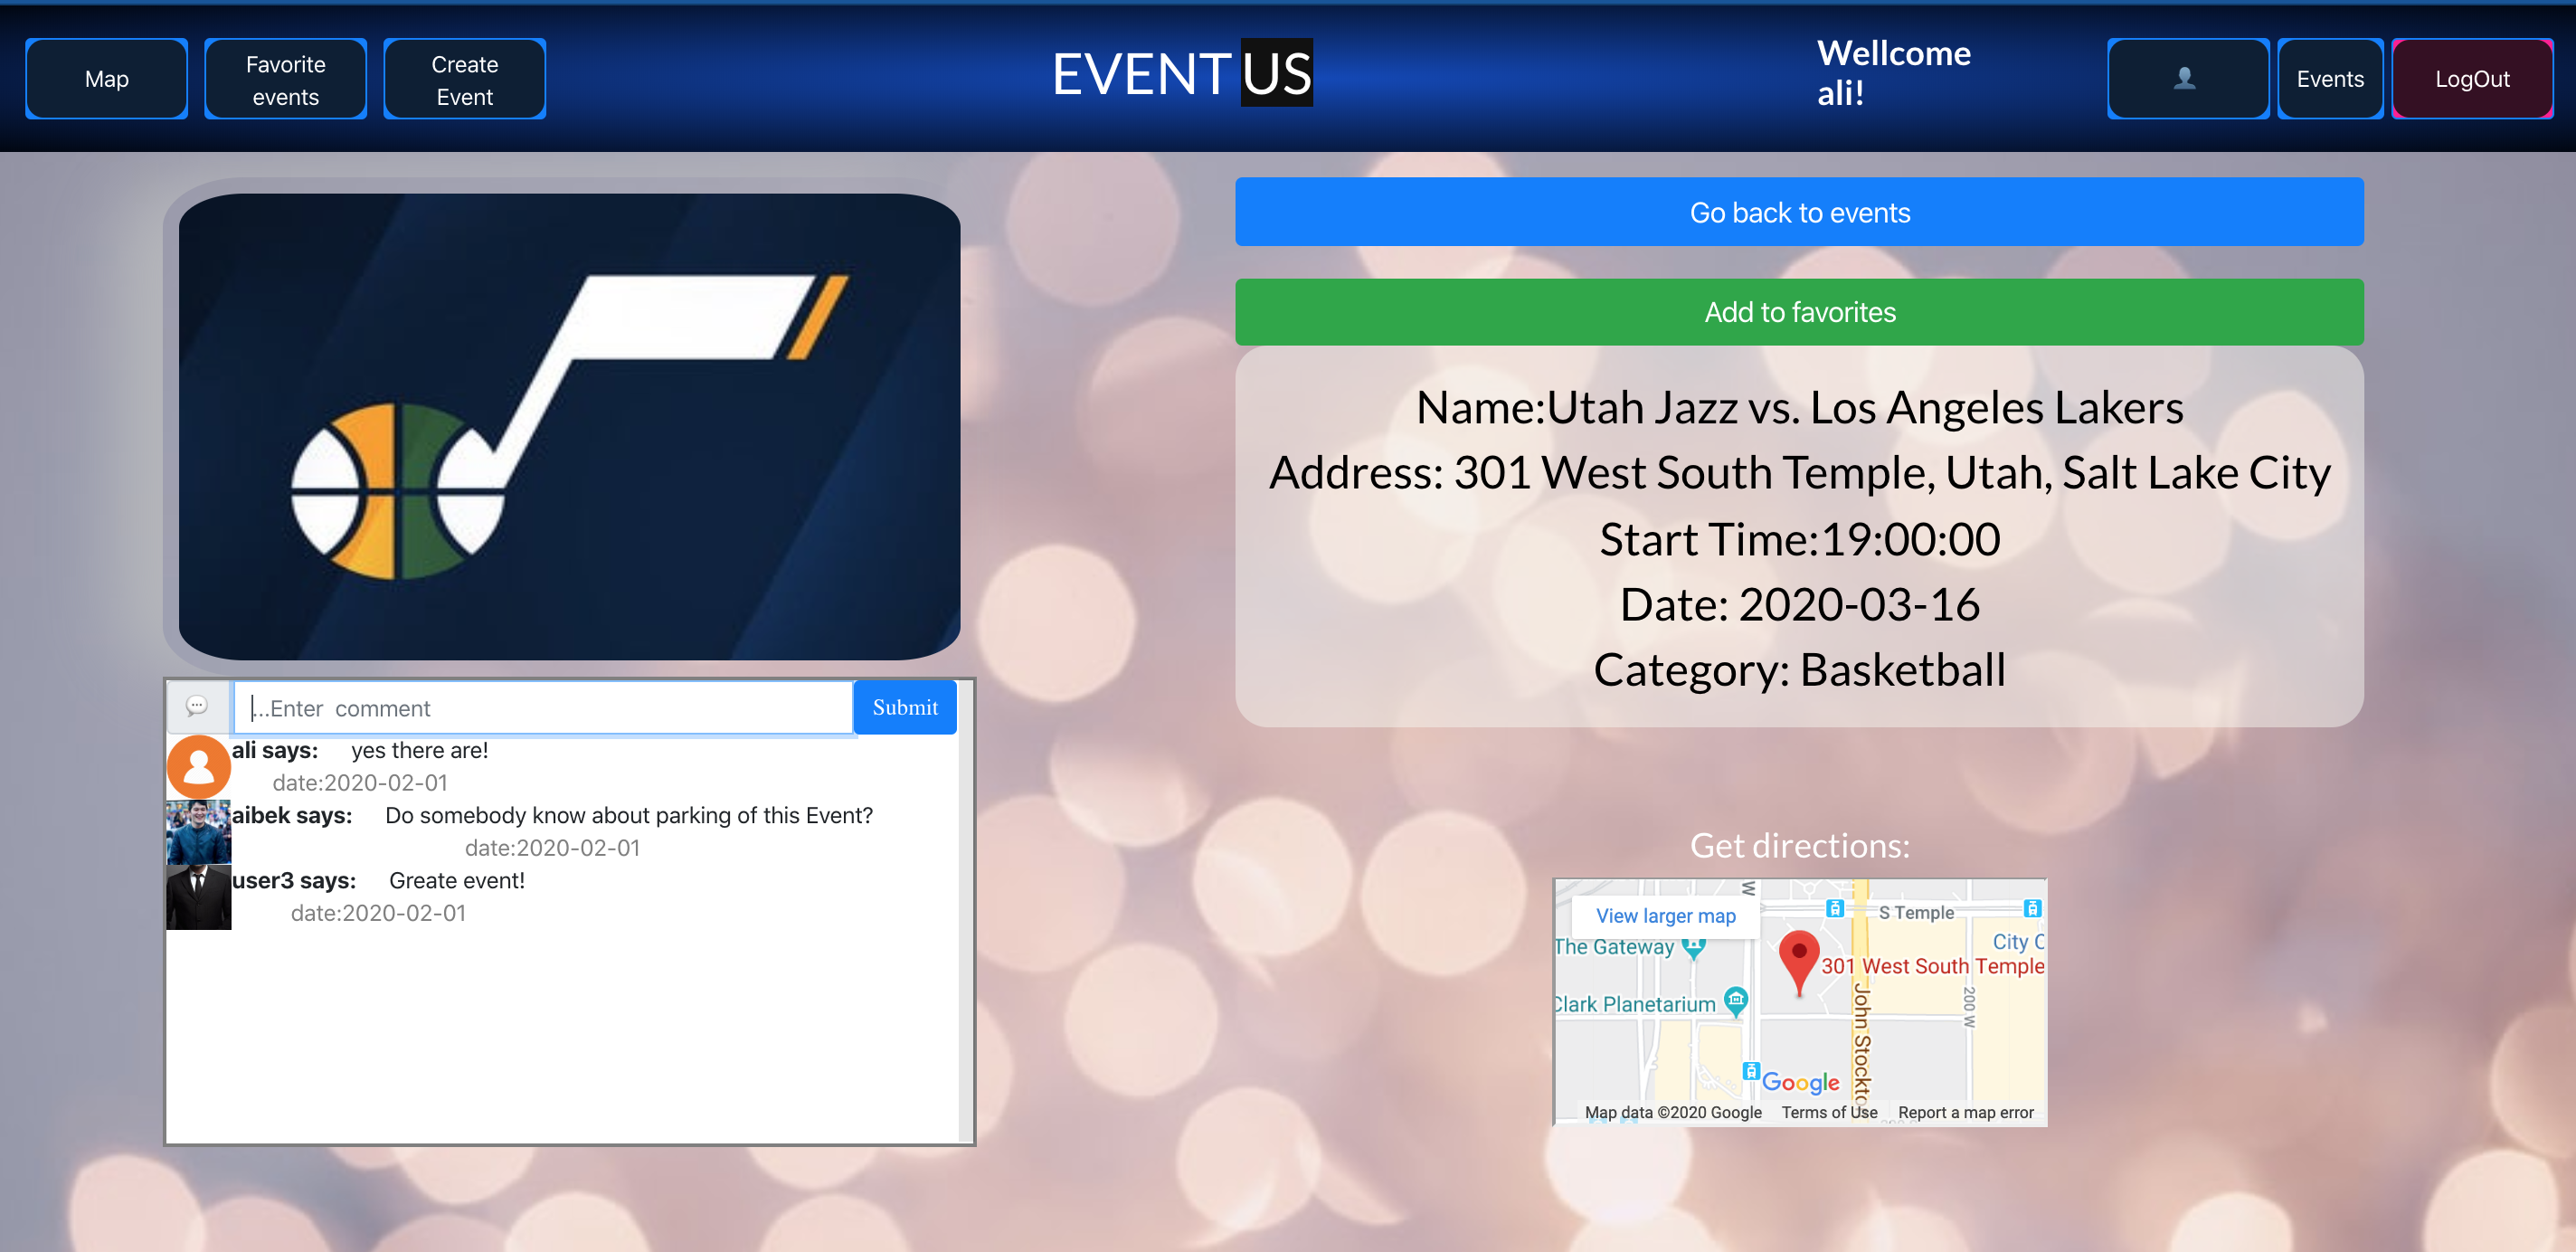 Map
Favorite
events
Create
Event
EVENT US
Wellcome
ali!
Events
LogOut
Go back to events
Add to favorites
Name:Utah Jazz vs. Los Angeles Lakers
Address: 301 West South Temple, Utah, Salt Lake City
Start Time:19:00:00
Date: 2020-03-16
Category: Basketball
...Enter comment
Submit
ali says: yes there are!
date:2020-02-01
aibek says: Do somebody know about parking of this Event?
date:2020-02-01
user3 says: Greate event!
date:2020-02-01
Get directions:
W
View larger map
S Temple
The Gateway
City C
301 West South Temple
Clark Planetarium
John Stockto
200 W
Google
Map data ©2020 Google
Terms of Use
Report a map error